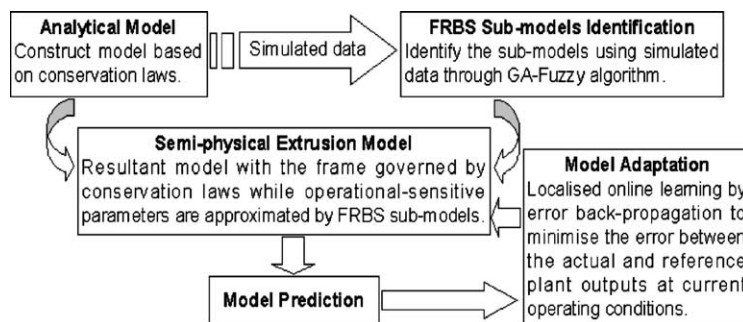 Analytical Model
Construct model based
on conservation laws.
Simulated data
FRBS Sub-models Identification
Identify the sub-models using simulated
data through GA-Fuzzy algorithm.
Semi-physical Extrusion Model
Resultant model with the frame governed by
conservation laws while operational-sensitive
parameters are approximated by FRBS sub-models.
Model Adaptation
Localised online learning by
error back-propagation to
minimise the error between
the actual and reference
plant outputs at current
operating conditions.
Model Prediction